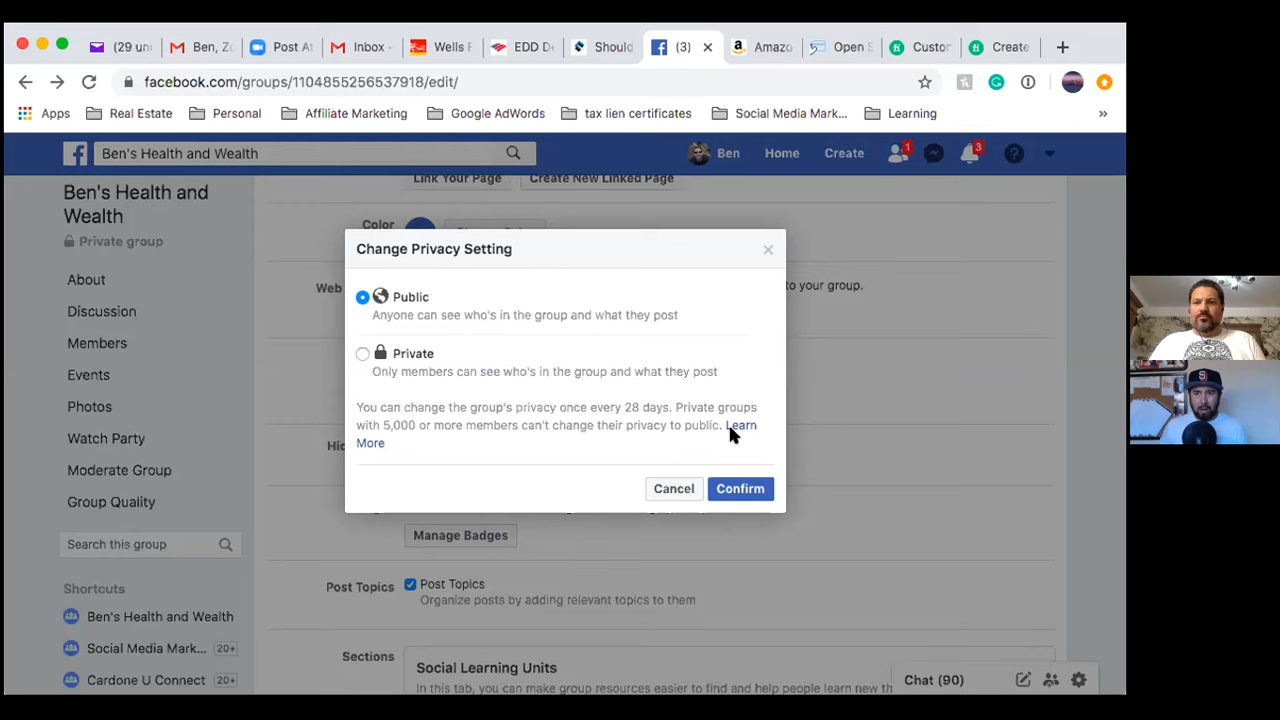 (29 un
Ben, Zo
Post At
Inbox -
Wells F
EDD De
Should
(3)
Amazo
Open S
Custor
Create
facebook.com/groups/1104855256537918/edit/
Apps
Real Estate
Personal
Affiliate Marketing
Google AdWords
tax lien certificates
Social Media Mark...
Learning
Ben's Health and Wealth
Ben
Home
Create
1
3
Ben's Health and
Wealth
Private group
About
Discussion
Members
Events
Photos
Watch Party
Moderate Group
Group Quality
Search this group
Shortcuts
Ben's Health and Wealth
Social Media Mark... 20+
Cardone U Connect 20+
Link Your Page
Create New Linked Page
Color
Web
to your group.
Change Privacy Setting
Public
Anyone can see who's in the group and what they post
Private
Only members can see who's in the group and what they post
You can change the group's privacy once every 28 days. Private groups
with 5,000 or more members can't change their privacy to public. Learn
More
Cancel
Confirm
Manage Badges
Post Topics
Post Topics
Organize posts by adding relevant topics to them
Sections
Social Learning Units
In this tab, you can make group resources easier to find and help people learn new th
Chat (90)